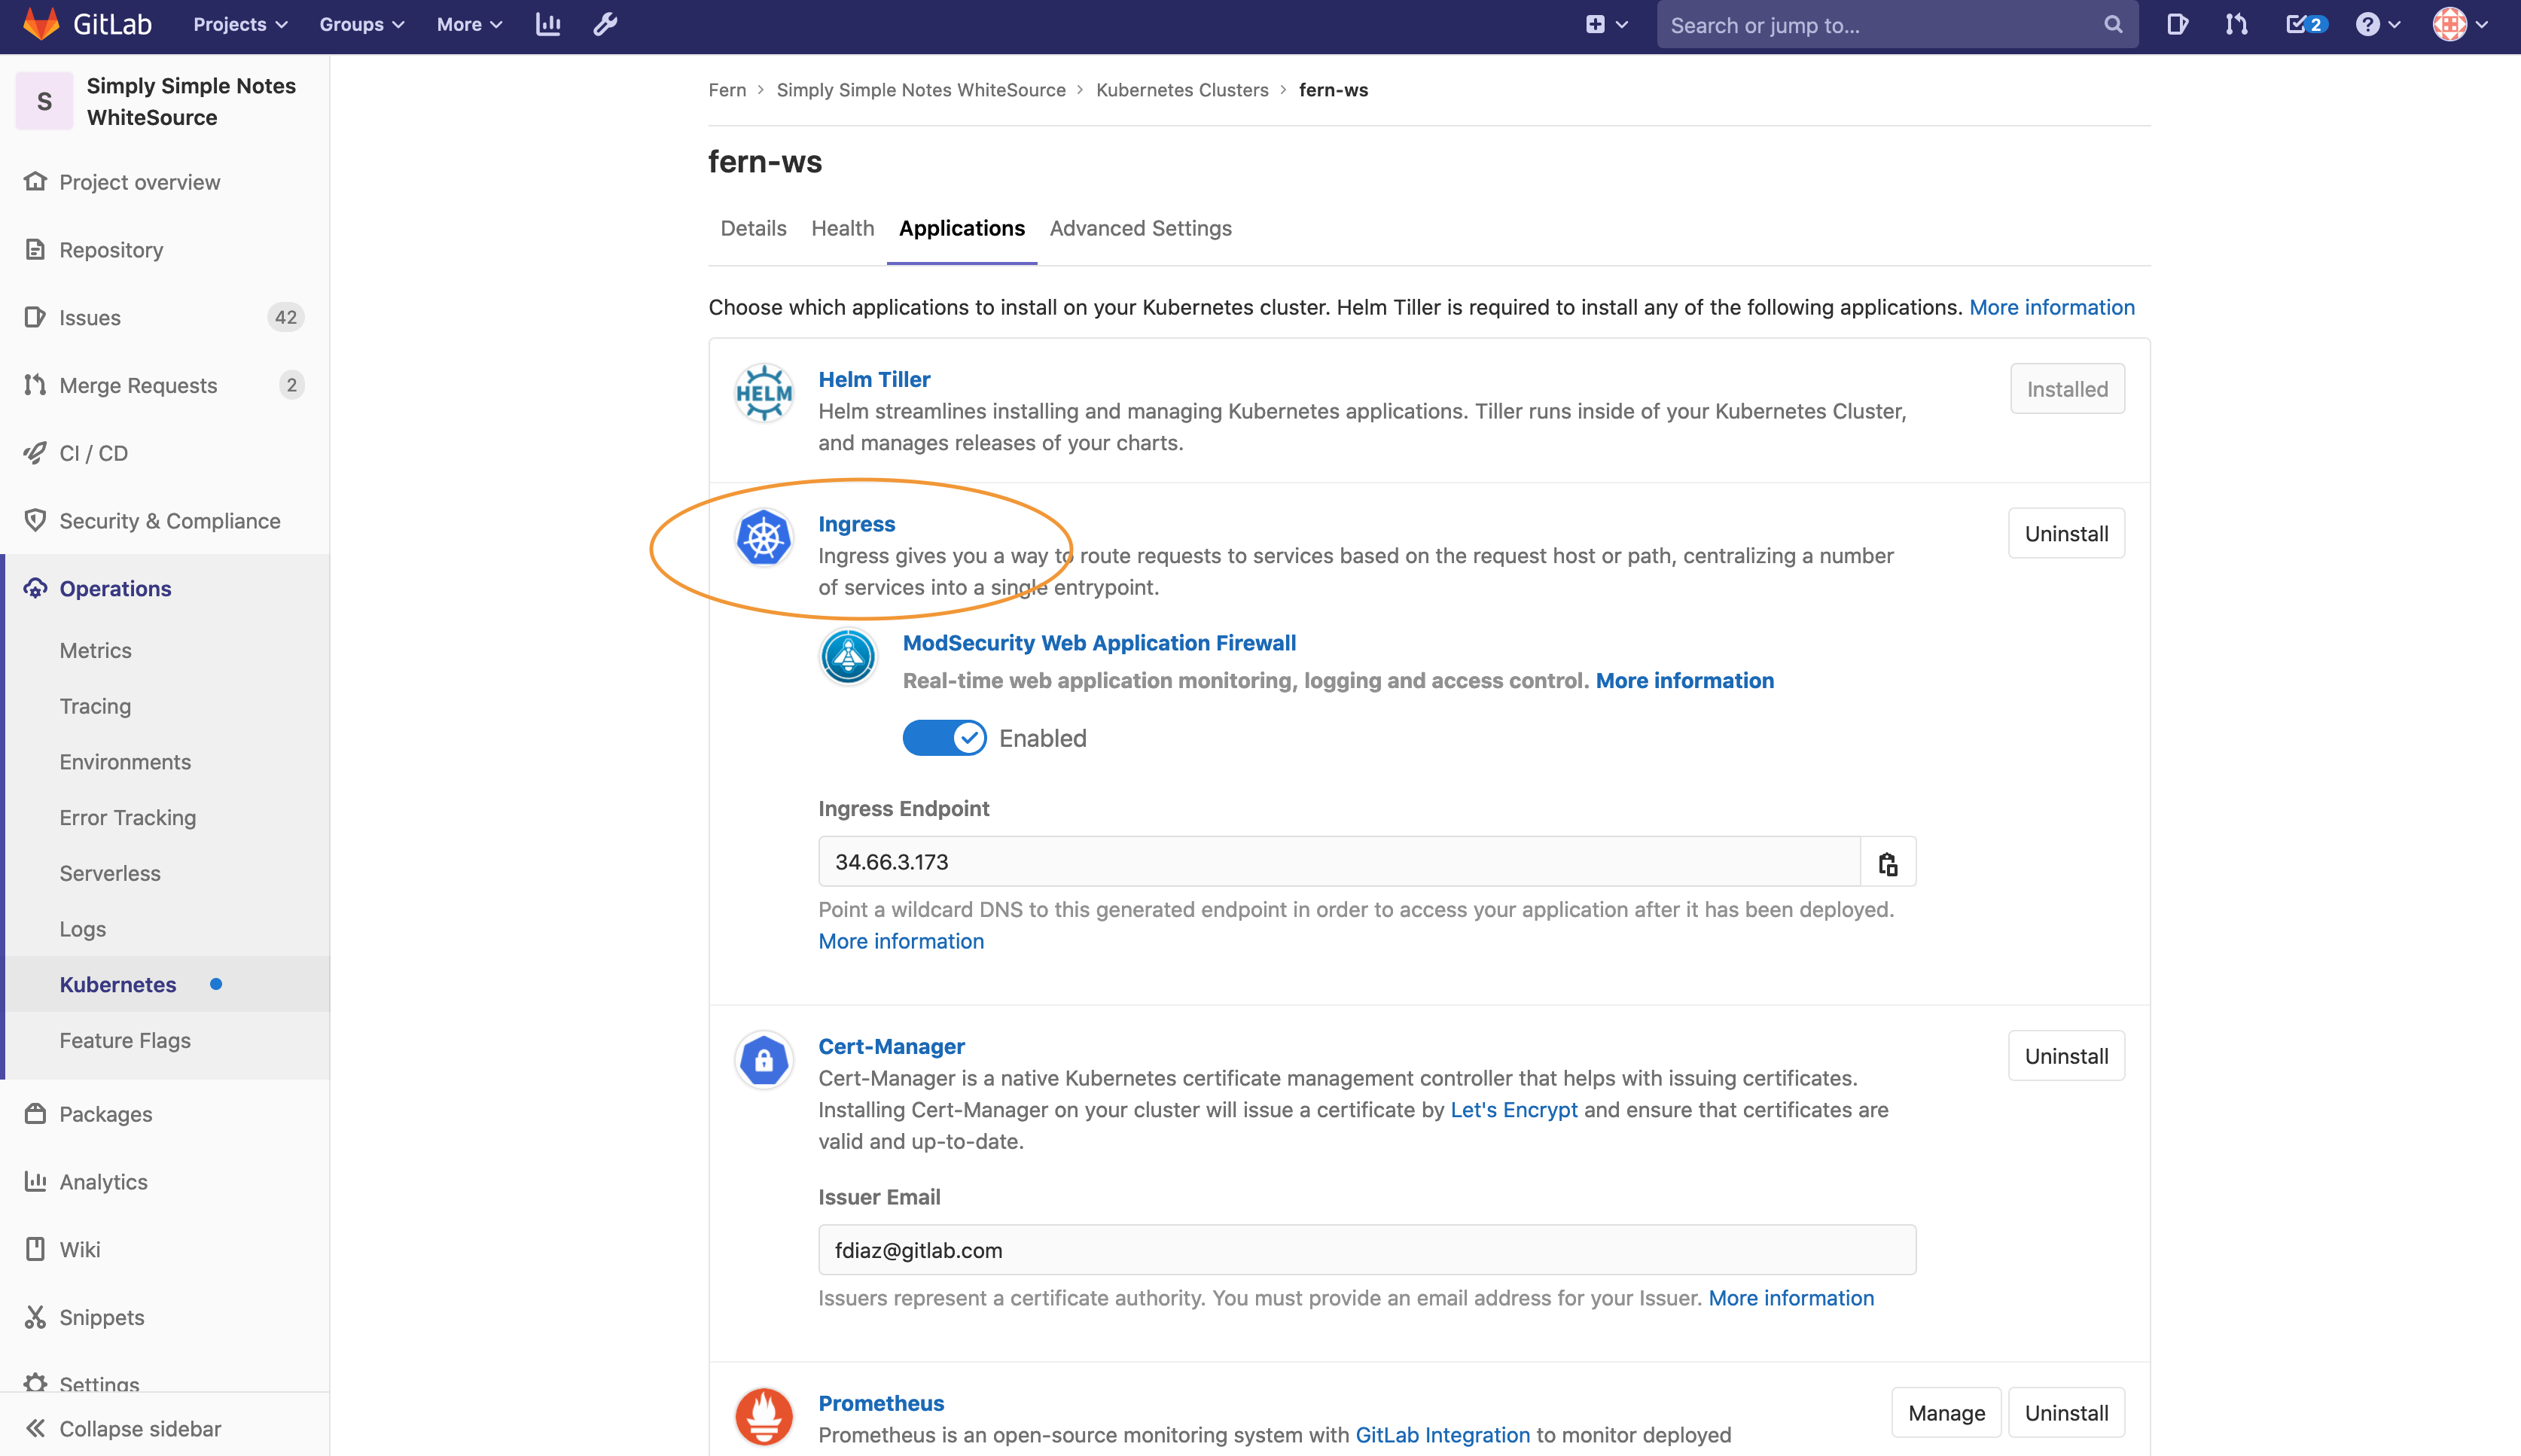 GitLab Projects Groups More Search or jump to... 2
S Simply Simple Notes
WhiteSource
Project overview
Repository
Issues 42
Merge Requests 2
CI / CD
Security & Compliance
Operations
Metrics
Tracing
Environments
Error Tracking
Serverless
Logs
Kubernetes
Feature Flags
Packages
Analytics
Wiki
Snippets
Settings
Collapse sidebar
Fern > Simply Simple Notes WhiteSource > Kubernetes Clusters > fern-ws
fern-ws
Details Health Applications Advanced Settings
Choose which applications to install on your Kubernetes cluster. Helm Tiller is required to install any of the following applications. More information
HELM
Helm Tiller
Installed
Helm streamlines installing and managing Kubernetes applications. Tiller runs inside of your Kubernetes Cluster,
and manages releases of your charts.
Ingress
Uninstall
Ingress gives you a way to route requests to services based on the request host or path, centralizing a number
of services into a single entrypoint.
ModSecurity Web Application Firewall
Real-time web application monitoring, logging and access control. More information
Enabled
Ingress Endpoint
34.66.3.173
Point a wildcard DNS to this generated endpoint in order to access your application after it has been deployed.
More information
Cert-Manager
Uninstall
Cert-Manager is a native Kubernetes certificate management controller that helps with issuing certificates.
Installing Cert-Manager on your cluster will issue a certificate by Let's Encrypt and ensure that certificates are
valid and up-to-date.
Issuer Email
fdiaz@gitlab.com
Issuers represent a certificate authority. You must provide an email address for your Issuer. More information
Prometheus
Manage Uninstall
Prometheus is an open-source monitoring system with GitLab Integration to monitor deployed